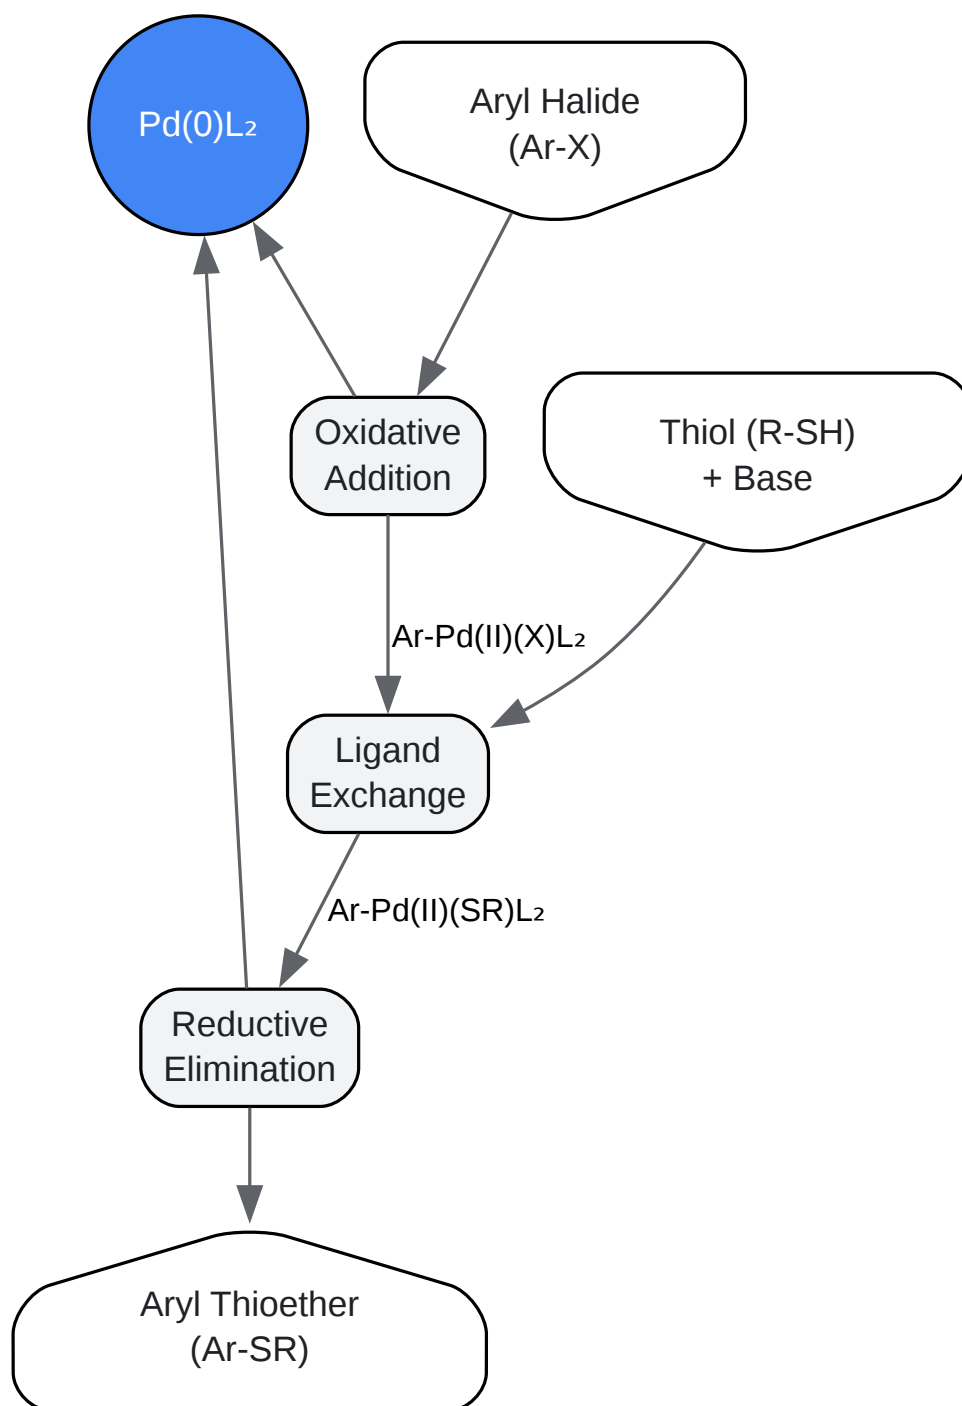 Pd(0)L₂
Aryl Halide
(Ar-X)
Oxidative
Addition
Thiol (R-SH)
+ Base
Ar-Pd(II)(X)L₂
Ligand
Exchange
Ar-Pd(II)(SR)L₂
Reductive
Elimination
Aryl Thioether
(Ar-SR)